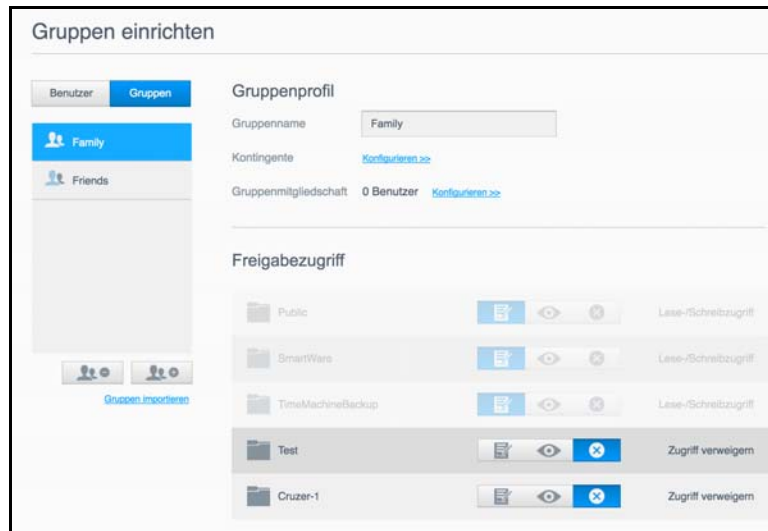 Gruppen einrichten
Benutzer Gruppen
Family
Friends
Gruppen importieren
Gruppenprofil
Gruppenname Family
Kontingente Konfigurieren >>
Gruppenmitgliedschaft 0 Benutzer Konfigurieren >>
Freigabezugriff
Public Lese-/Schreibzugriff
SmartWare Lese-/Schreibzugriff
TimeMachineBackup Lese-/Schreibzugriff
Test Zugriff verweigern
Cruzer-1 Zugriff verweigern